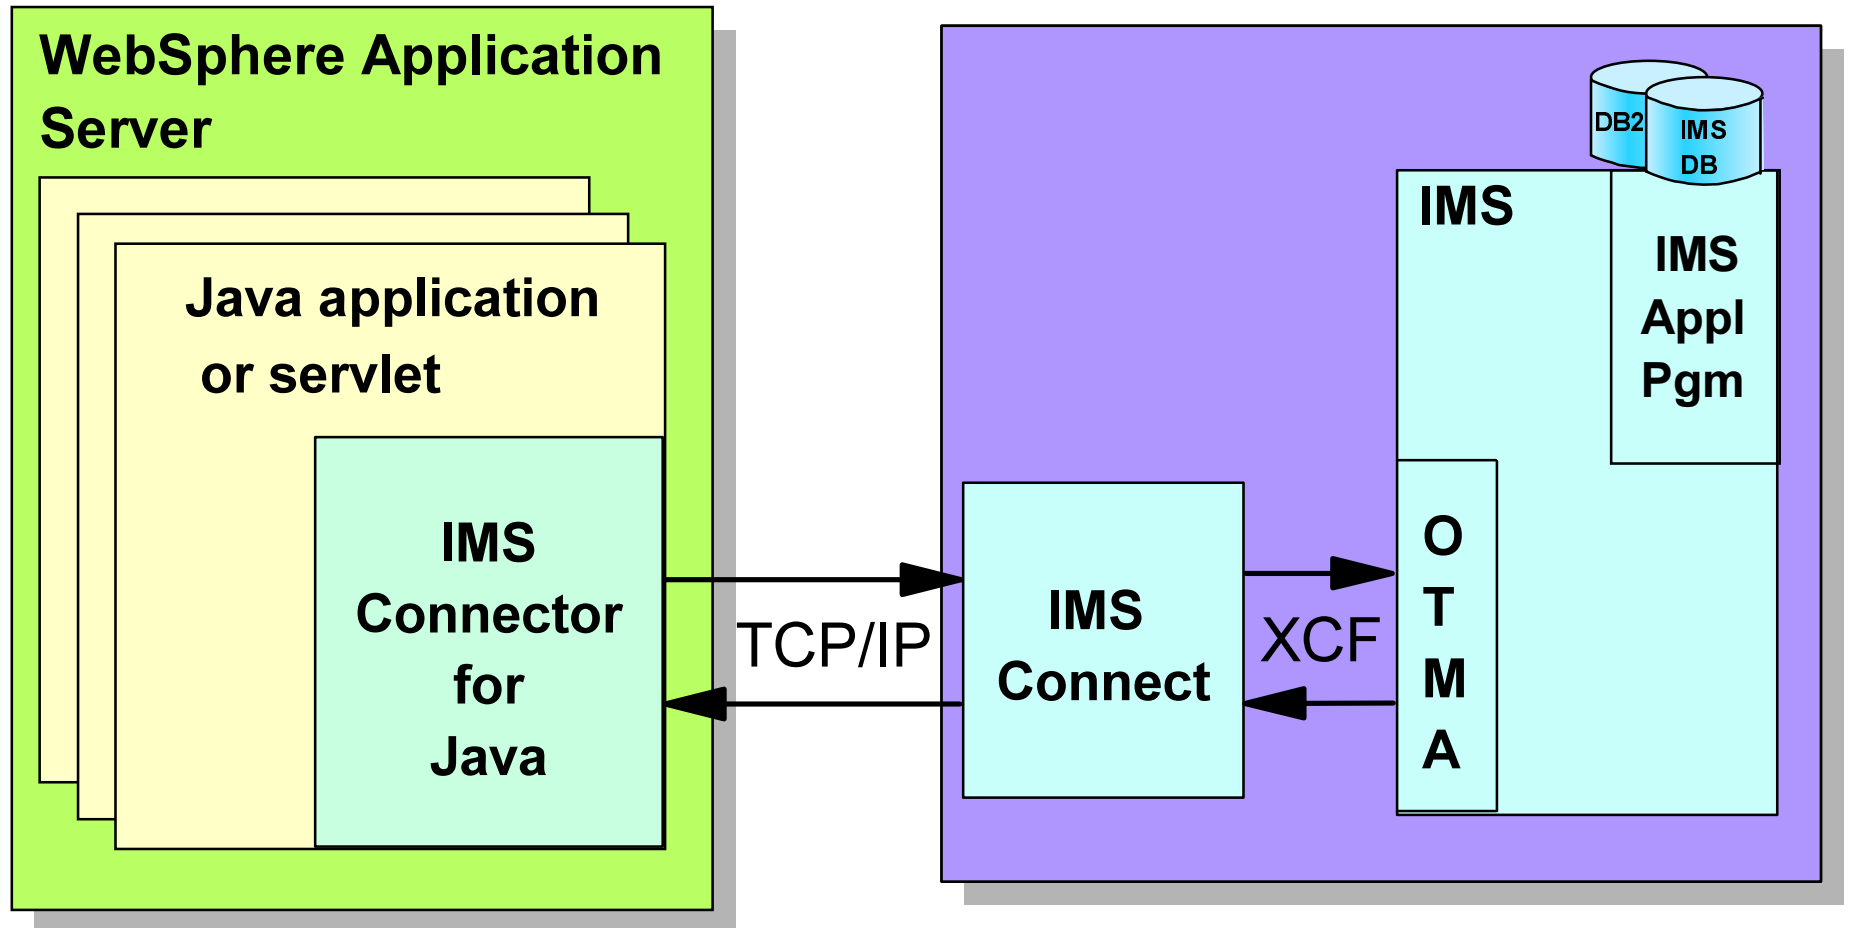 WebSphere Application
Server
Java application
or servlet
IMS
Connector
for
Java
TCP/IP
IMS
Connect
XCF
IMS
O
T
M
A
DB2
IMS
DB
IMS
Appl
Pgm